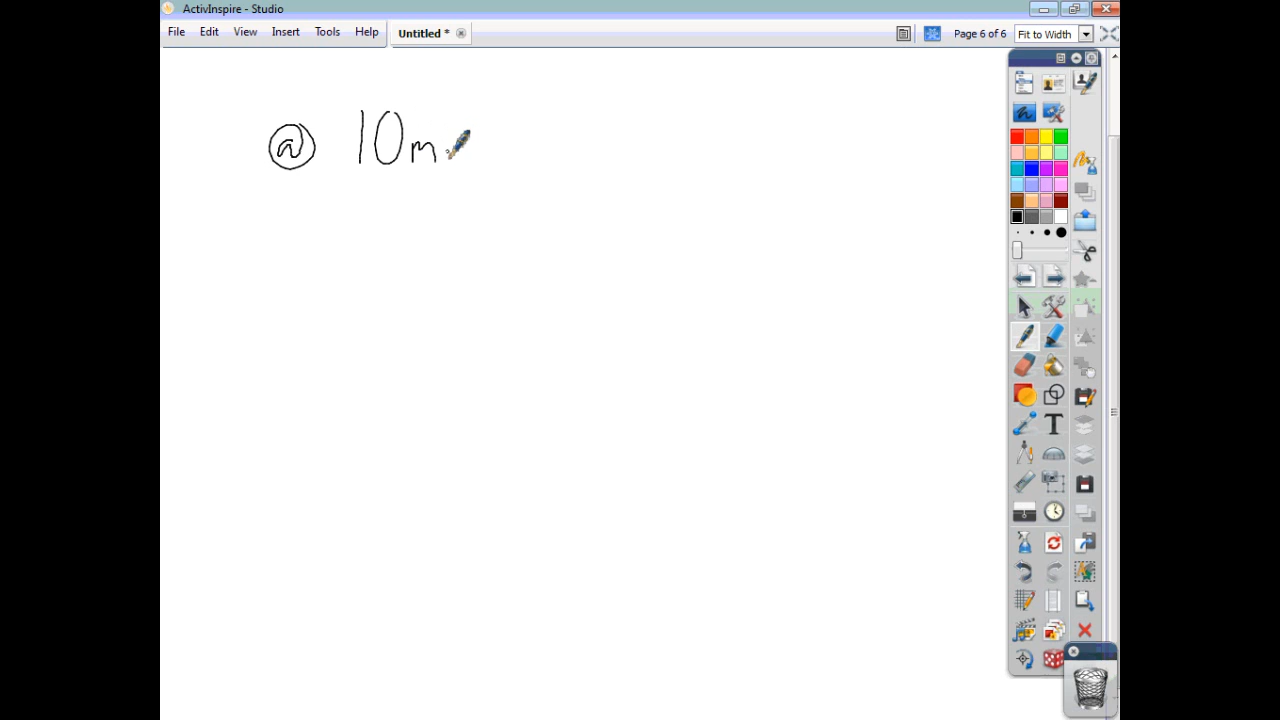 ActivInspire - Studio
File Edit View Insert Tools Help Untitled * Page 6 of 6 Fit to Width
@ 10m
T